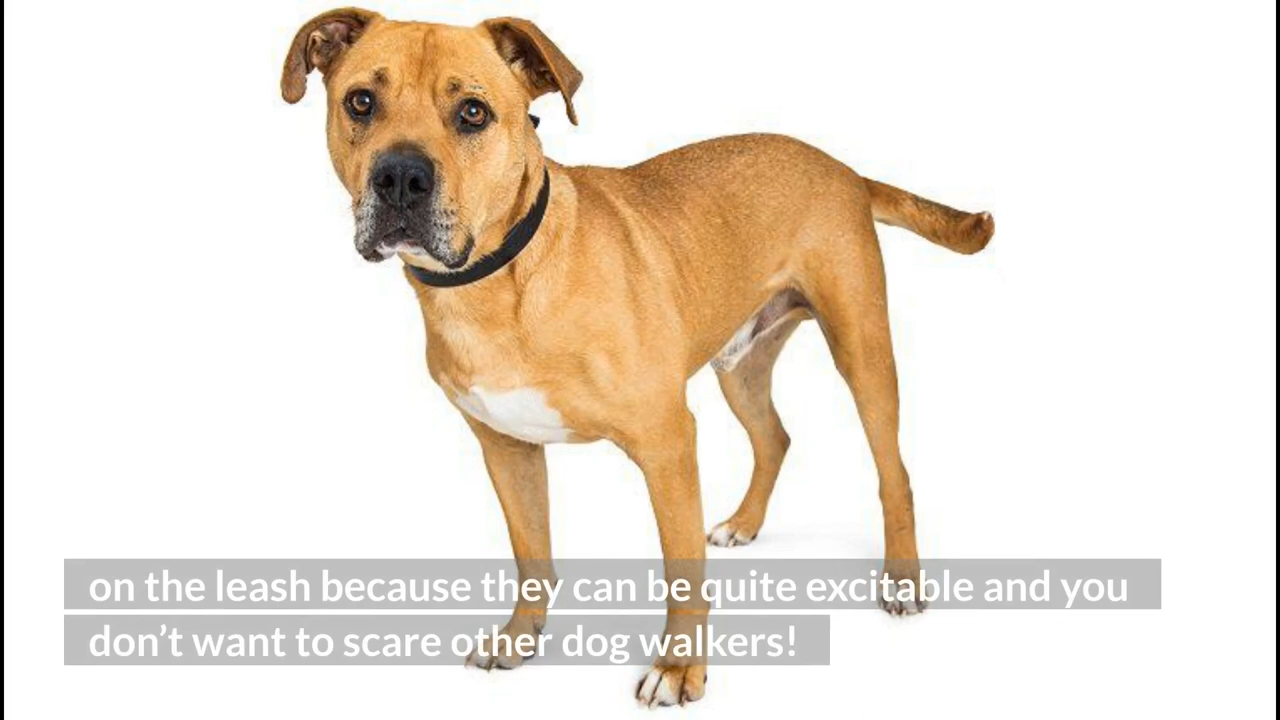 on the leash because they can be quite excitable and you
don’t want to scare other dog walkers!